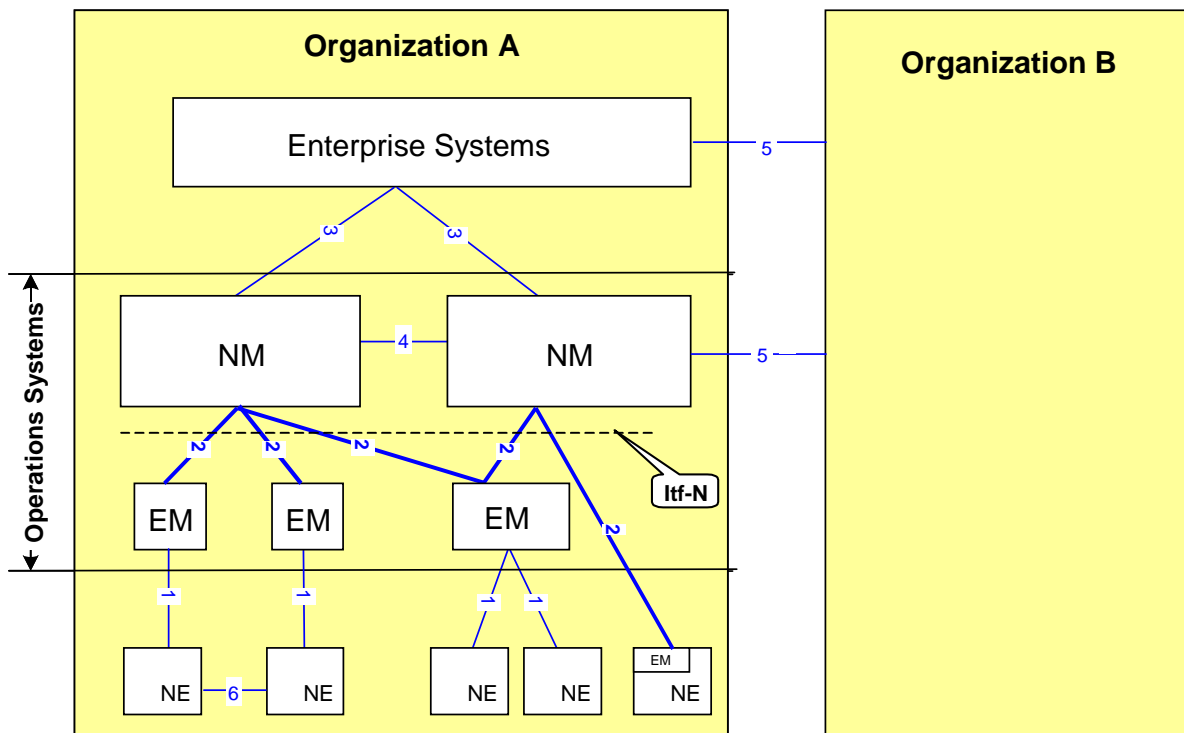 Organization A
Organization B
Enterprise Systems
5
3
3
Operations Systems
NM
4
NM
5
2
2
2
2
Itf-N
EM
EM
EM
2
1
1
1
1
EM
NE
6
NE
NE
NE
NE